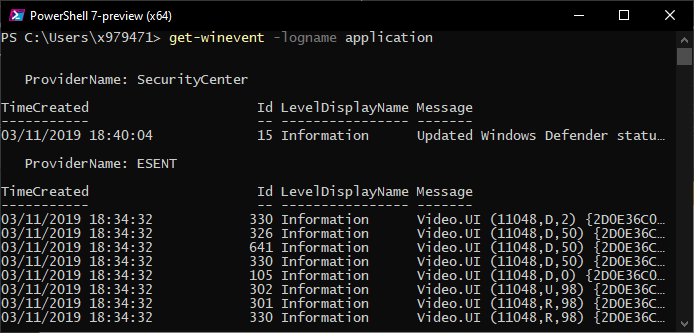 PowerShell 7-preview (x64)
PS C:\Users\x979471> get-winevent -logname application
ProviderName: SecurityCenter
TimeCreated Id LevelDisplayName Message
----------- -- ---------------- -------
03/11/2019 18:40:04 15 Information Updated Windows Defender statu…
ProviderName: ESENT
TimeCreated Id LevelDisplayName Message
----------- -- ---------------- -------
03/11/2019 18:34:32 330 Information Video.UI (11048,D,2) {2D0E36C0…
03/11/2019 18:34:32 326 Information Video.UI (11048,D,50) {2D0E36C…
03/11/2019 18:34:32 641 Information Video.UI (11048,D,50) {2D0E36C…
03/11/2019 18:34:32 330 Information Video.UI (11048,D,50) {2D0E36C…
03/11/2019 18:34:32 105 Information Video.UI (11048,D,0) {2D0E36C0…
03/11/2019 18:34:32 302 Information Video.UI (11048,U,98) {2D0E36C…
03/11/2019 18:34:32 301 Information Video.UI (11048,R,98) {2D0E36C…
03/11/2019 18:34:32 330 Information Video.UI (11048,R,98) {2D0E36C…